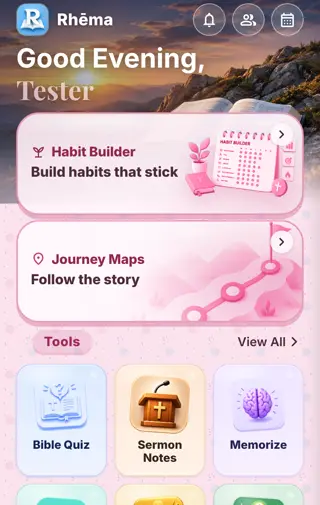 Rhēma
Good Evening,
Tester
Habit Builder
Build habits that stick
HABIT BUILDER
Journey Maps
Follow the story
Tools
View All
Bible Quiz
Sermon
Notes
Memorize